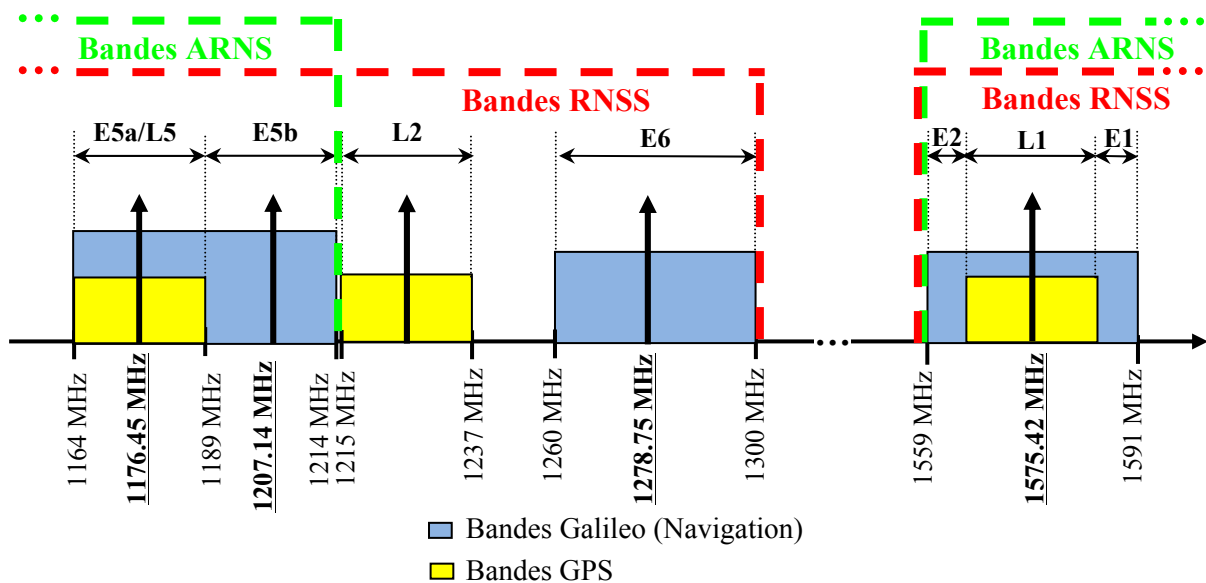 Bandes ARNS
Bandes ARNS
Bandes RNSS
Bandes RNSS
E5a/L5
E5b
L2
E6
E2
L1
E1
1164 MHz
1176.45 MHz
1189 MHz
1207.14 MHz
1214 MHz
1215 MHz
1237 MHz
1260 MHz
1278.75 MHz
1300 MHz
1559 MHz
1575.42 MHz
1591 MHz
Bandes Galileo (Navigation)
Bandes GPS